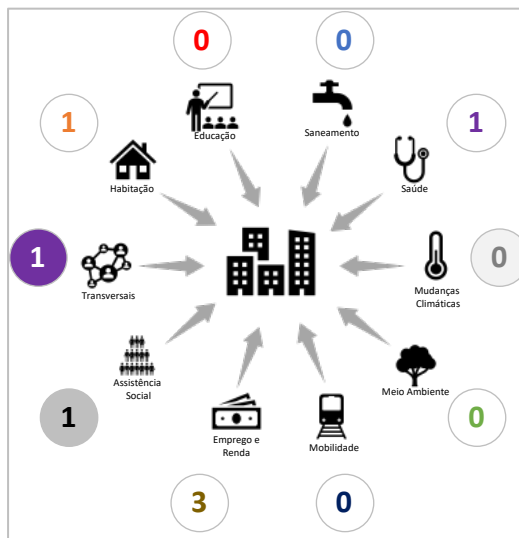 0
0
Educação
Saneamento
1
1
Habitação
Saúde
1
Transversais
0
Mudanças
Climáticas
Assistência
Social
Meio Ambiente
1
0
Emprego e
Renda
Mobilidade
3
0